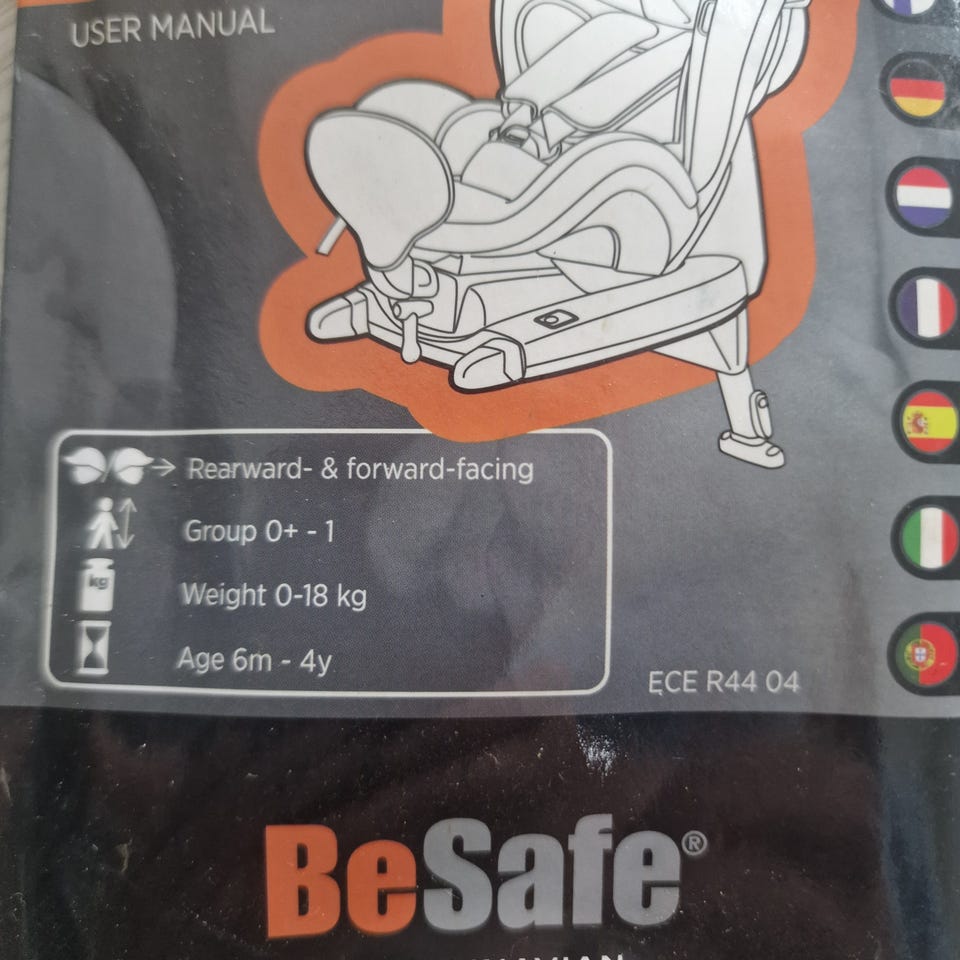 USER MANUAL
Rearward- & forward-facing
Group 0+ - 1
kg
Weight 0-18 kg
Age 6m - 4y
ECE R44 04
BeSafe®